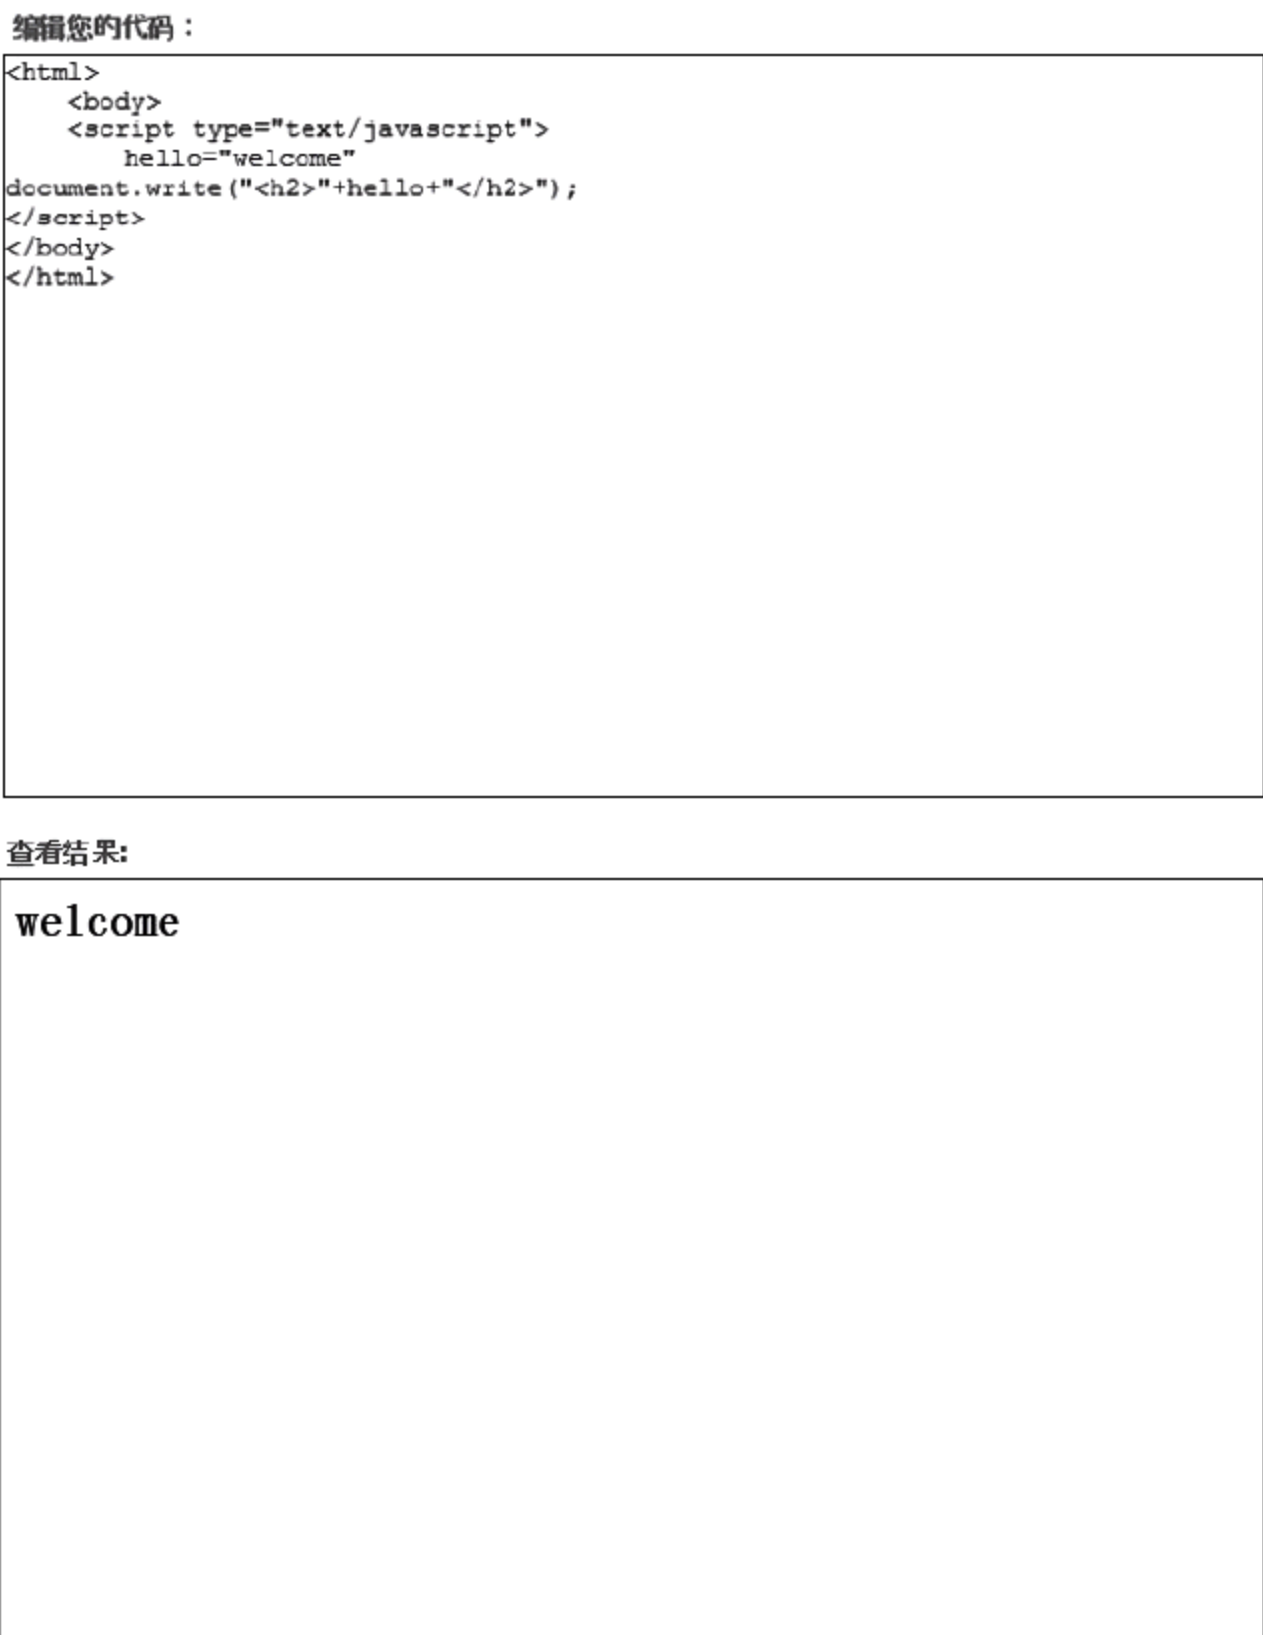 编辑您的代码：
<html>
    <body>
    <script type="text/javascript">
        hello="welcome"
document.write("<h2>"+hello+"</h2>");
</script>
</body>
</html>
查看结果:
welcome